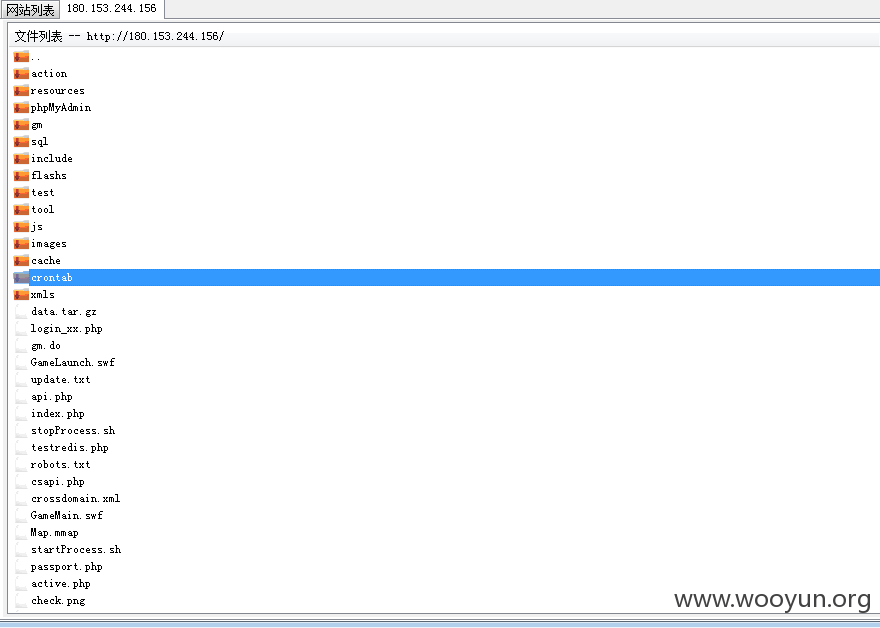 网站列表 180.153.244.156
文件列表 -- http://180.153.244.156/
..
action
resources
phpMyAdmin
gm
sql
include
flashs
test
tool
js
images
cache
crontab
xmls
data.tar.gz
login_xx.php
gm.do
GameLaunch.swf
update.txt
api.php
index.php
stopProcess.sh
testredis.php
robots.txt
csapi.php
crossdomain.xml
GameMain.swf
Map.mmap
startProcess.sh
passport.php
active.php
check.png
www.wooyun.org